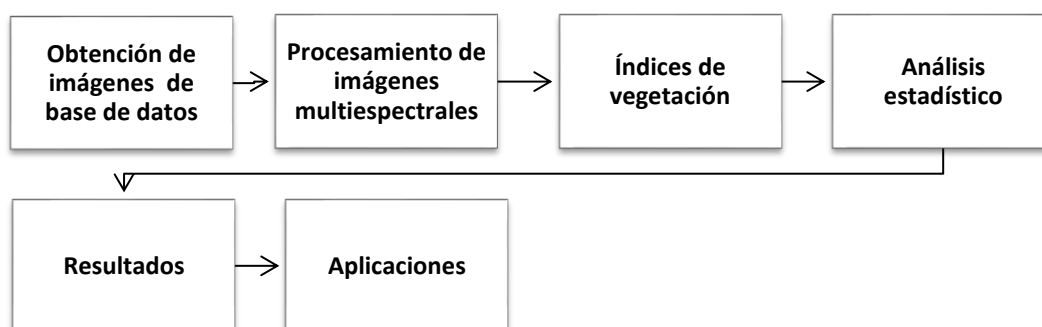 Obtención de
imágenes de
base de datos
Procesamiento de
imágenes
multiespectrales
Índices de
vegetación
Análisis
estadístico
Resultados
Aplicaciones